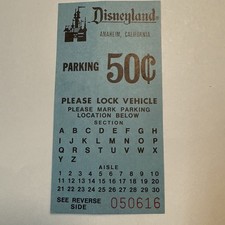 Disneyland
ANAHEIM, CALIFORNIA
PARKING 50¢
PLEASE LOCK VEHICLE
PLEASE MARK PARKING
LOCATION BELOW
SECTION
A B C D E F G H
I J K L M N O P
Q R S T U V W X
Y Z
AISLE
1 2 3 4 5 6 7 8 9 10
11 12 13 14 15 16 17 18 19 20
21 22 23 24 25 26 27 28 29 30
SEE REVERSE
SIDE 050616